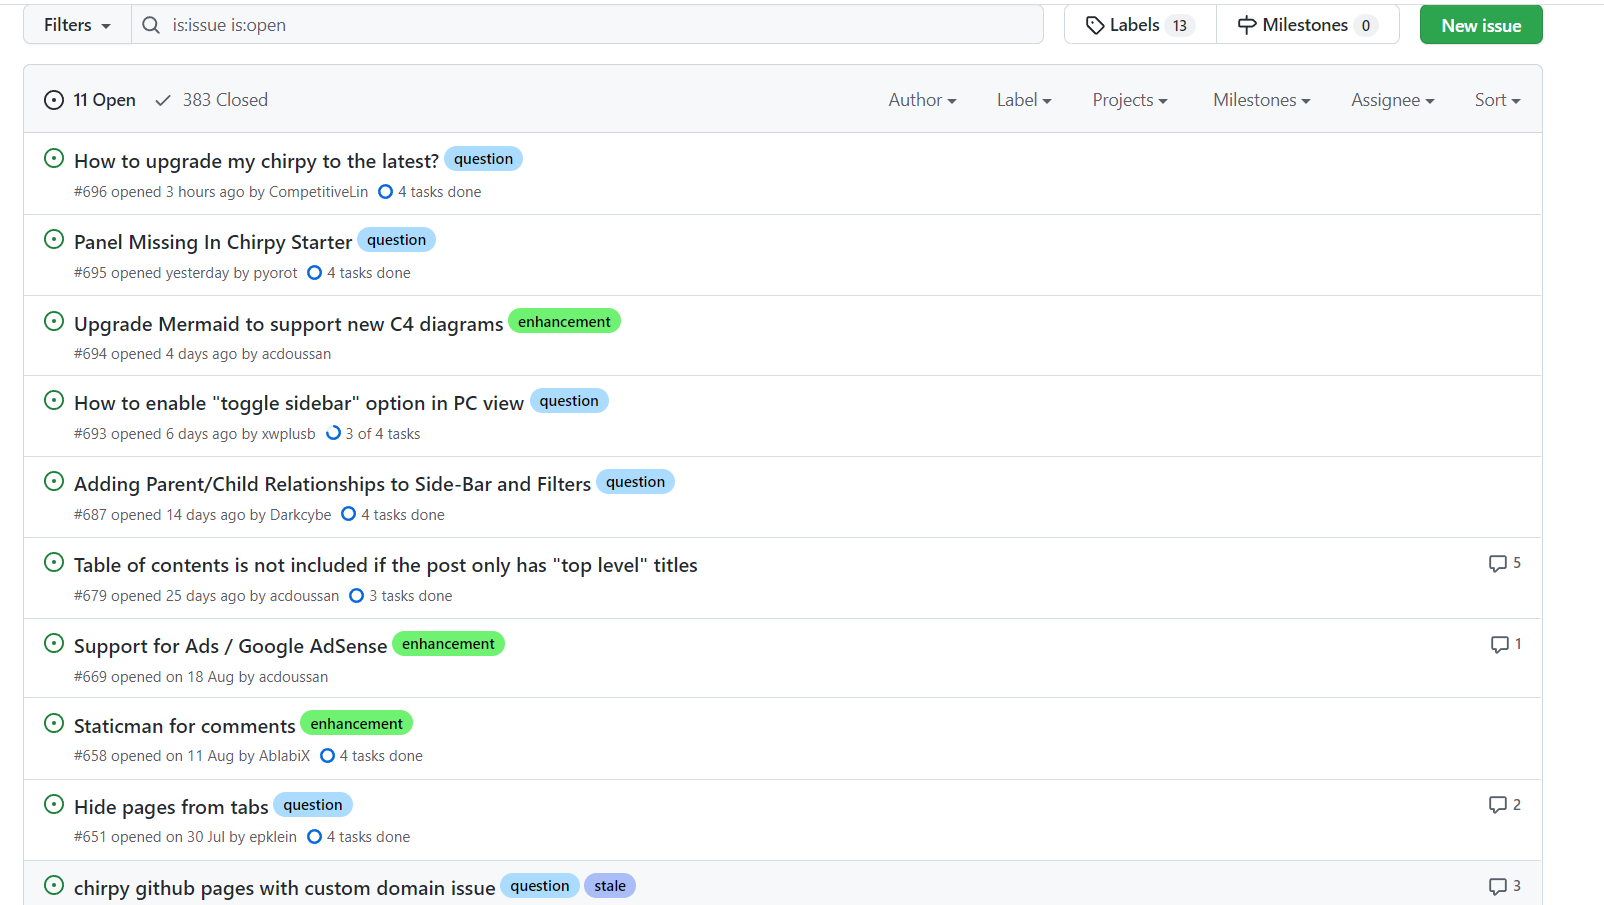 Filters is:issue is:open Labels 13 Milestones 0 New issue
11 Open 383 Closed Author Label Projects Milestones Assignee Sort
How to upgrade my chirpy to the latest? question
#696 opened 3 hours ago by CompetitiveLin 4 tasks done
Panel Missing In Chirpy Starter question
#695 opened yesterday by pyorot 4 tasks done
Upgrade Mermaid to support new C4 diagrams enhancement
#694 opened 4 days ago by acdoussan
How to enable "toggle sidebar" option in PC view question
#693 opened 6 days ago by xwplusb 3 of 4 tasks
Adding Parent/Child Relationships to Side-Bar and Filters question
#687 opened 14 days ago by Darkcybe 4 tasks done
Table of contents is not included if the post only has "top level" titles 5
#679 opened 25 days ago by acdoussan 3 tasks done
Support for Ads / Google AdSense enhancement 1
#669 opened on 18 Aug by acdoussan
Staticman for comments enhancement
#658 opened on 11 Aug by AblabiX 4 tasks done
Hide pages from tabs question 2
#651 opened on 30 Jul by epklein 4 tasks done
chirpy github pages with custom domain issue question stale 3